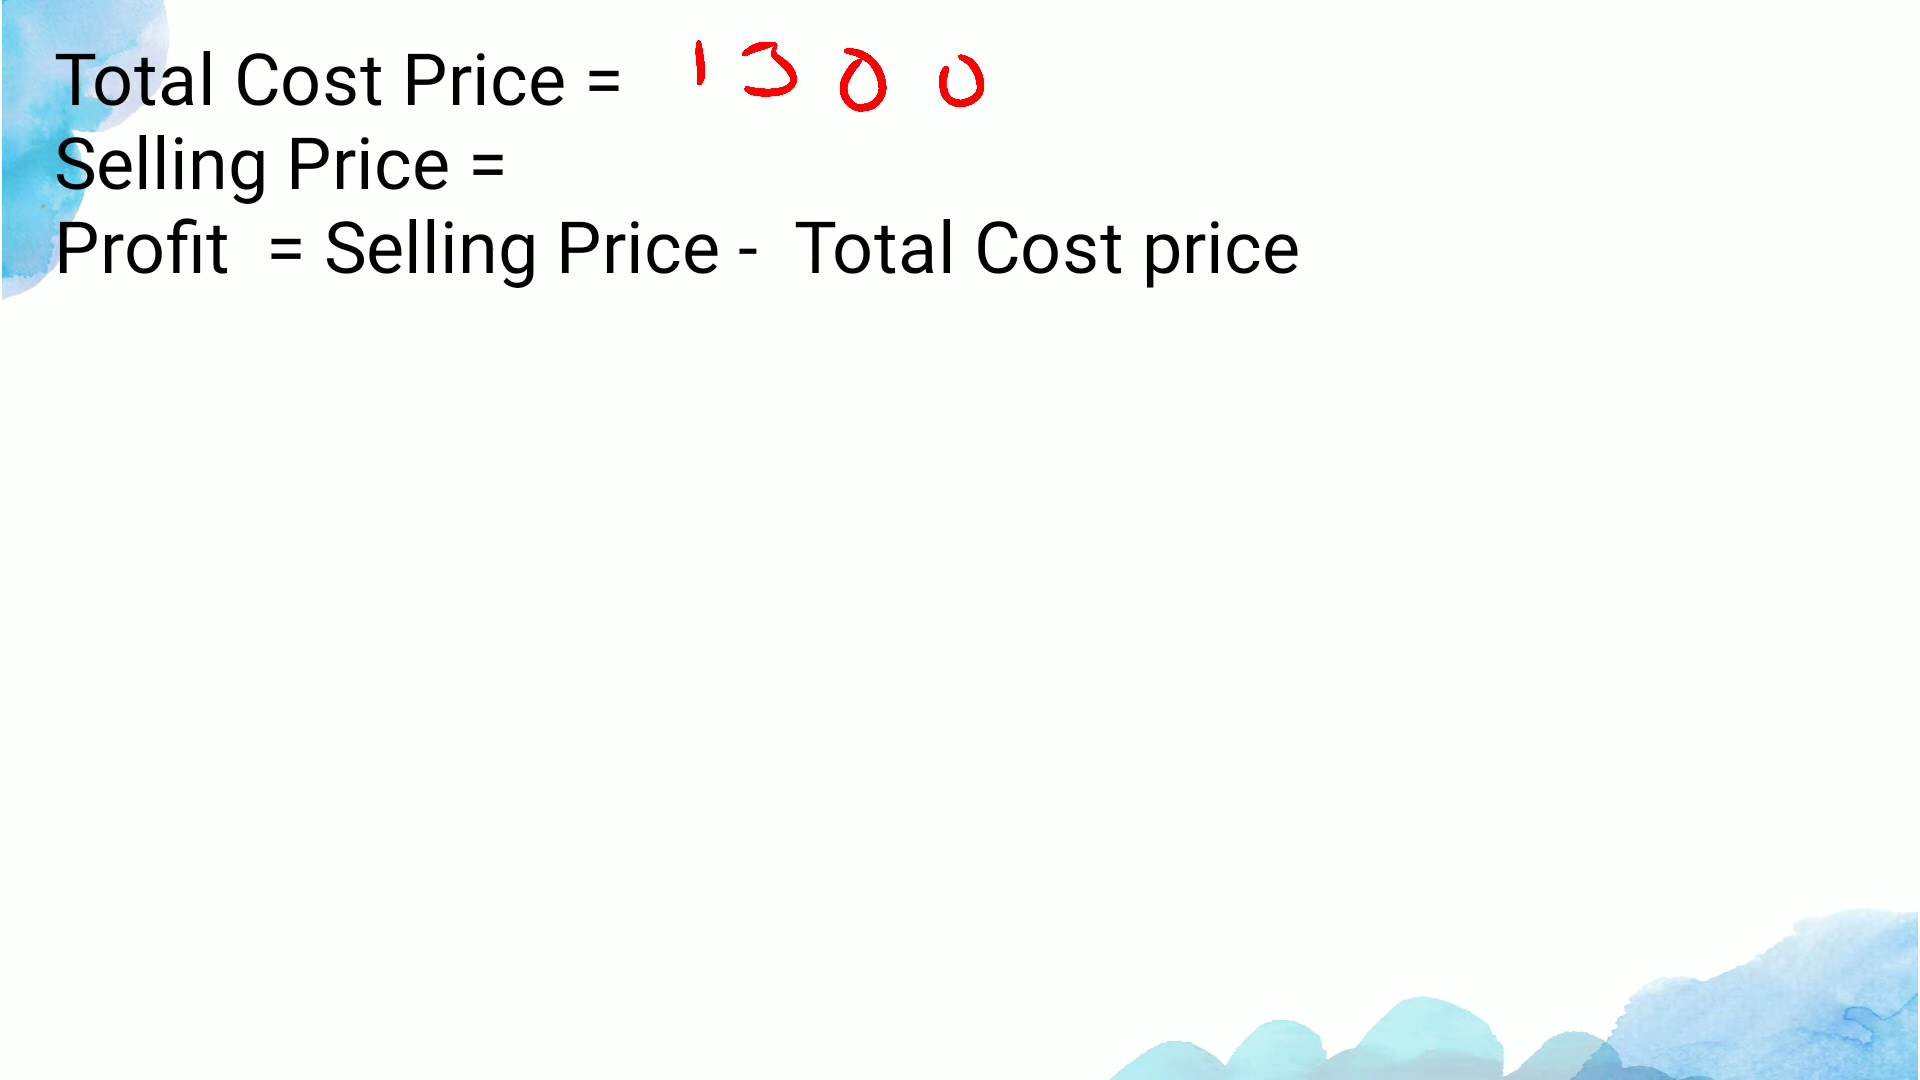 Total Cost Price = 1300
Selling Price =
Profit = Selling Price - Total Cost price